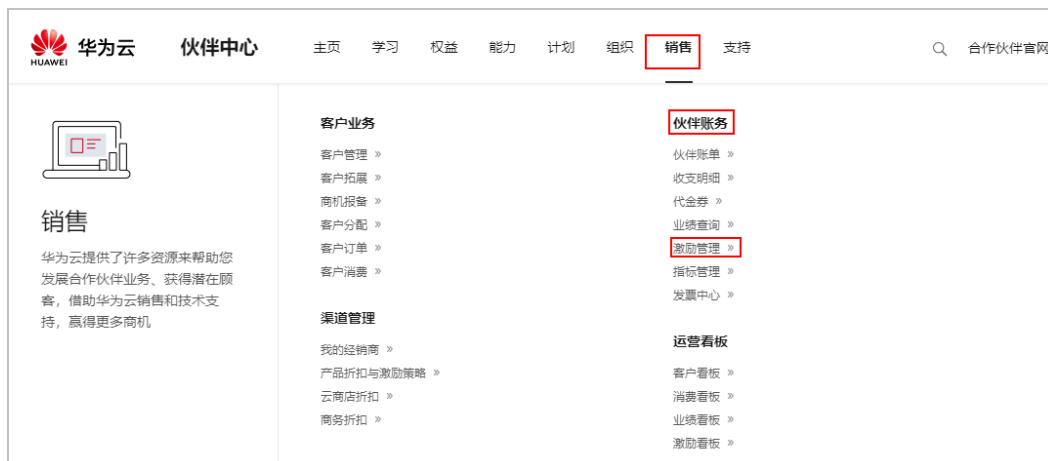 HUAWEI
华为云 伙伴中心 主页 学习 权益 能力 计划 组织 销售 支持 合作伙伴官网
销售
华为云提供了许多资源来帮助您
发展合作伙伴业务、获得潜在顾
客，借助华为云销售和技术支
持，赢得更多商机
客户业务
客户管理 »
客户拓展 »
商机报备 »
客户分配 »
客户订单 »
客户消费 »
渠道管理
我的经销商 »
产品折扣与激励策略 »
云商店折扣 »
商务折扣 »
伙伴账务
伙伴账单 »
收支明细 »
代金券 »
业绩查询 »
激励管理 »
指标管理 »
发票中心 »
运营看板
客户看板 »
消费看板 »
业绩看板 »
激励看板 »